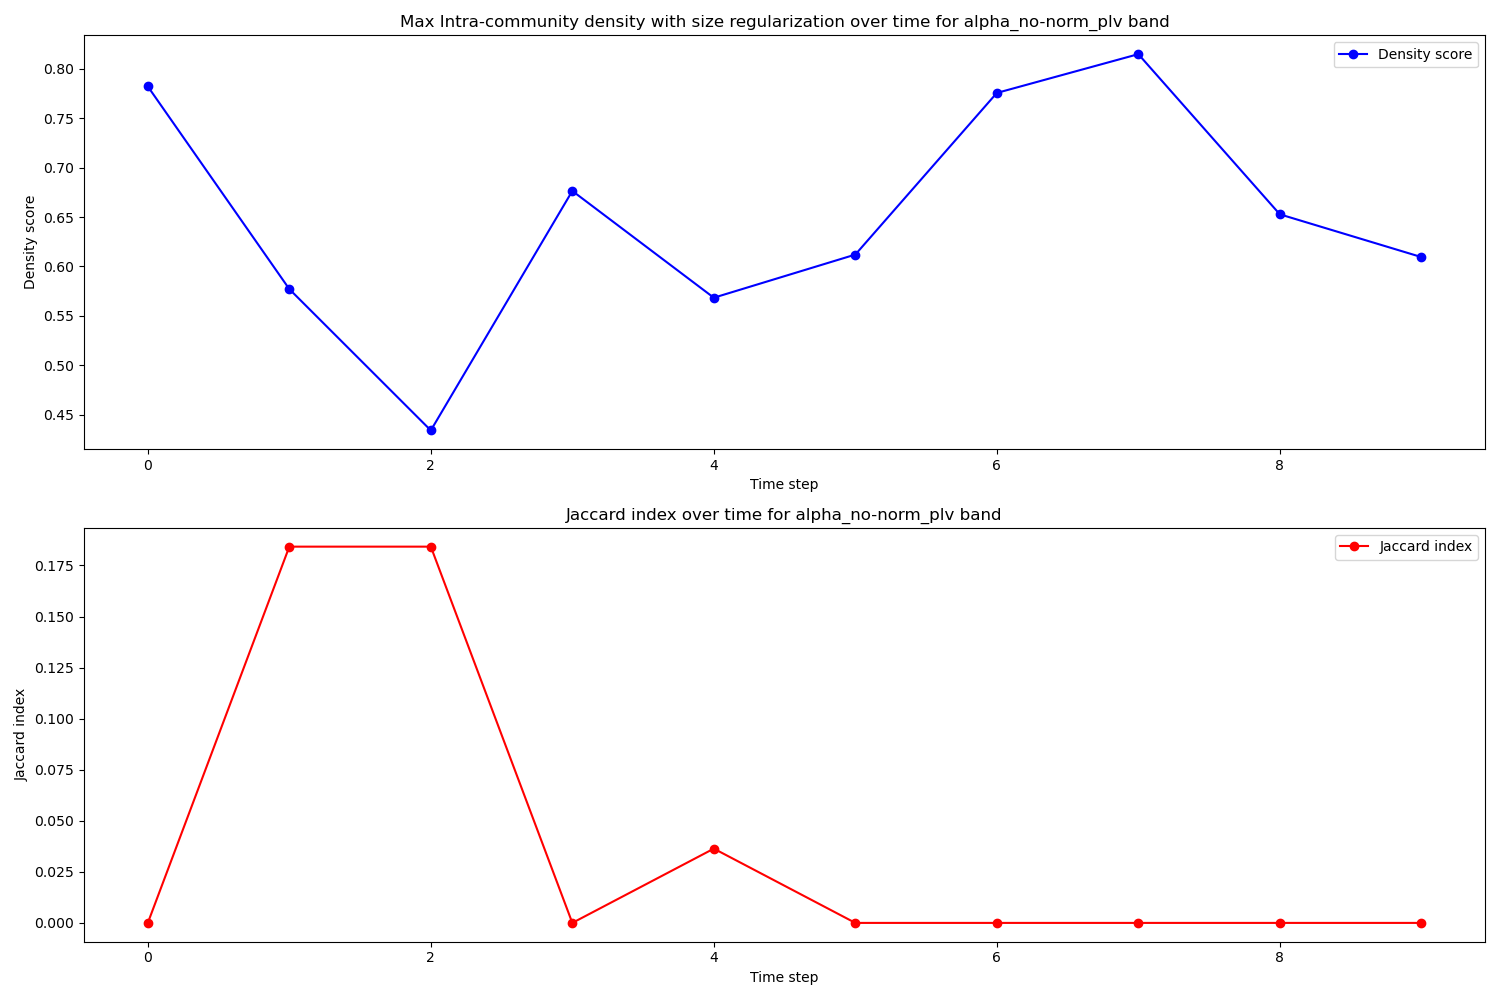 Max Intra-community density with size regularization over time for alpha_no-norm_plv band
Density score
0.80
0.75
0.70
0.65
0.60
0.55
0.50
0.45
Density score
0 2 4 6 8
Time step
Jaccard index over time for alpha_no-norm_plv band
Jaccard index
0.175
0.150
0.125
0.100
0.075
0.050
0.025
0.000
Jaccard index
0 2 4 6 8
Time step